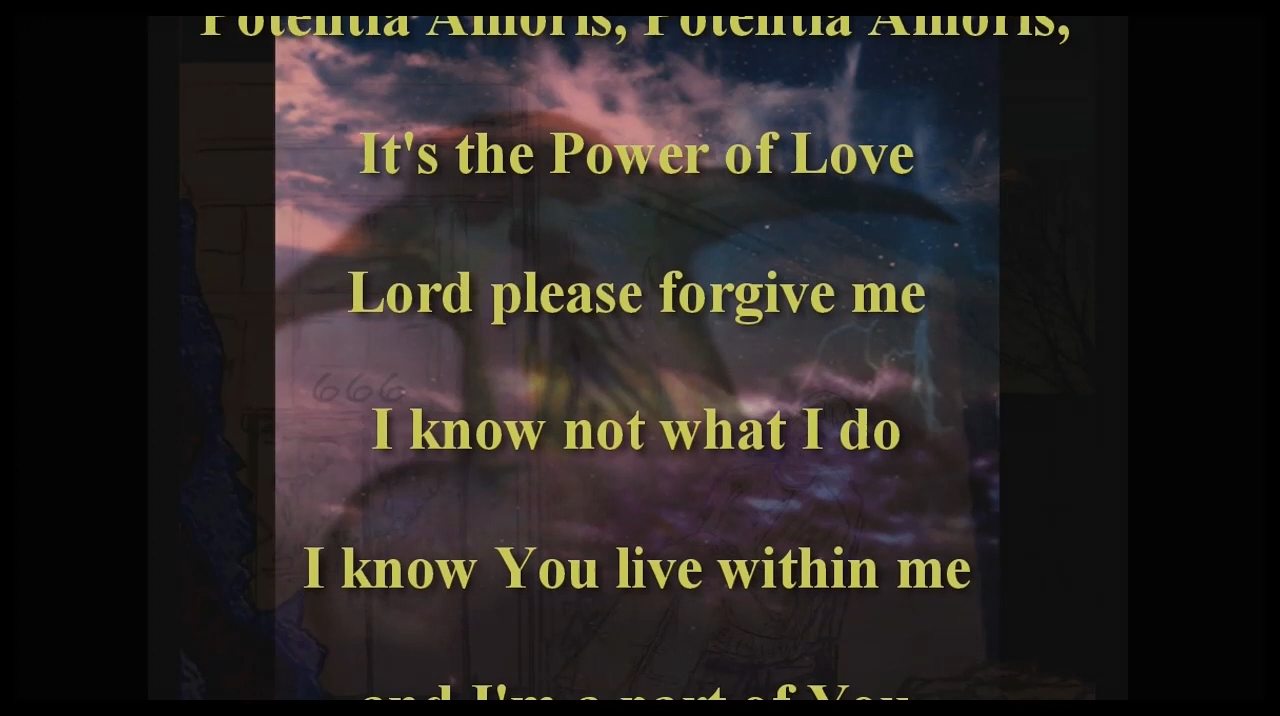 Potentia Amoris, Potentia Amoris,
It's the Power of Love
Lord please forgive me
666
I know not what I do
I know You live within me
and I'm a part of You